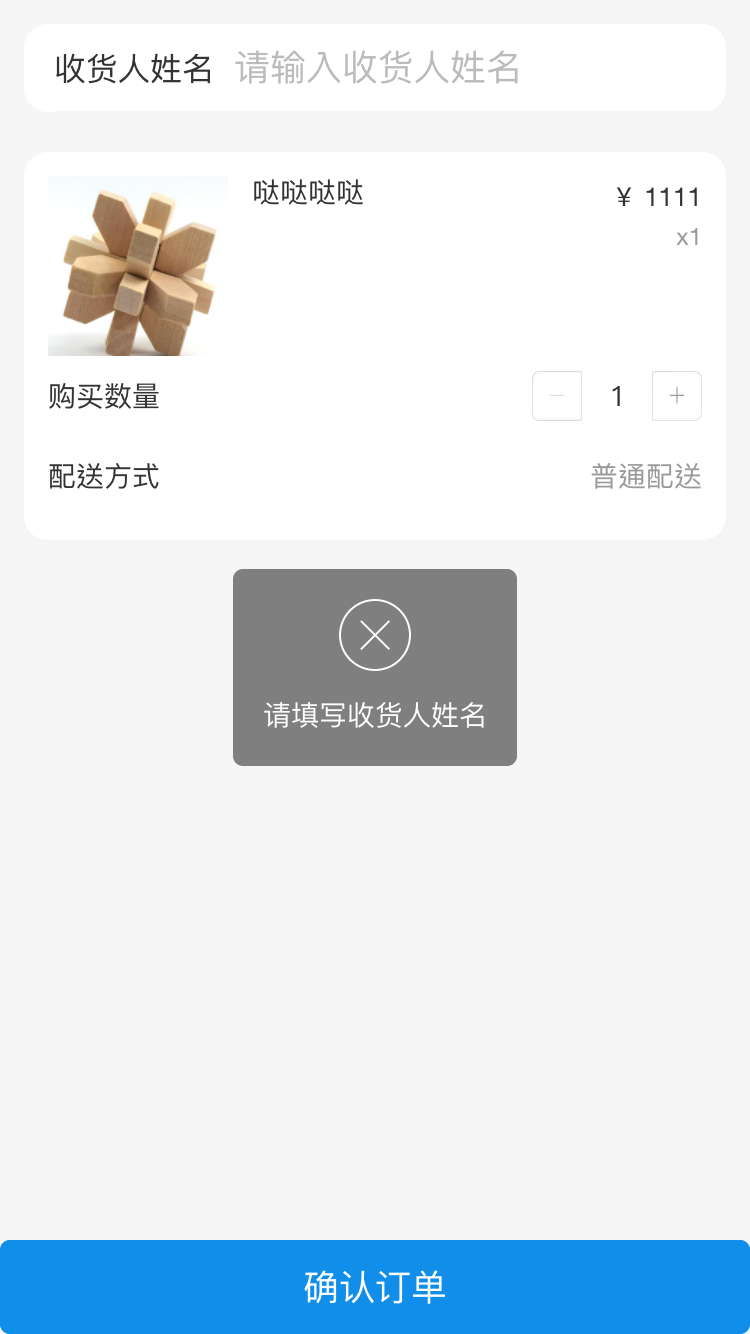 收货人姓名 请输入收货人姓名
哒哒哒哒 ¥ 1111
x1
购买数量 1
配送方式 普通配送
请填写收货人姓名
确认订单